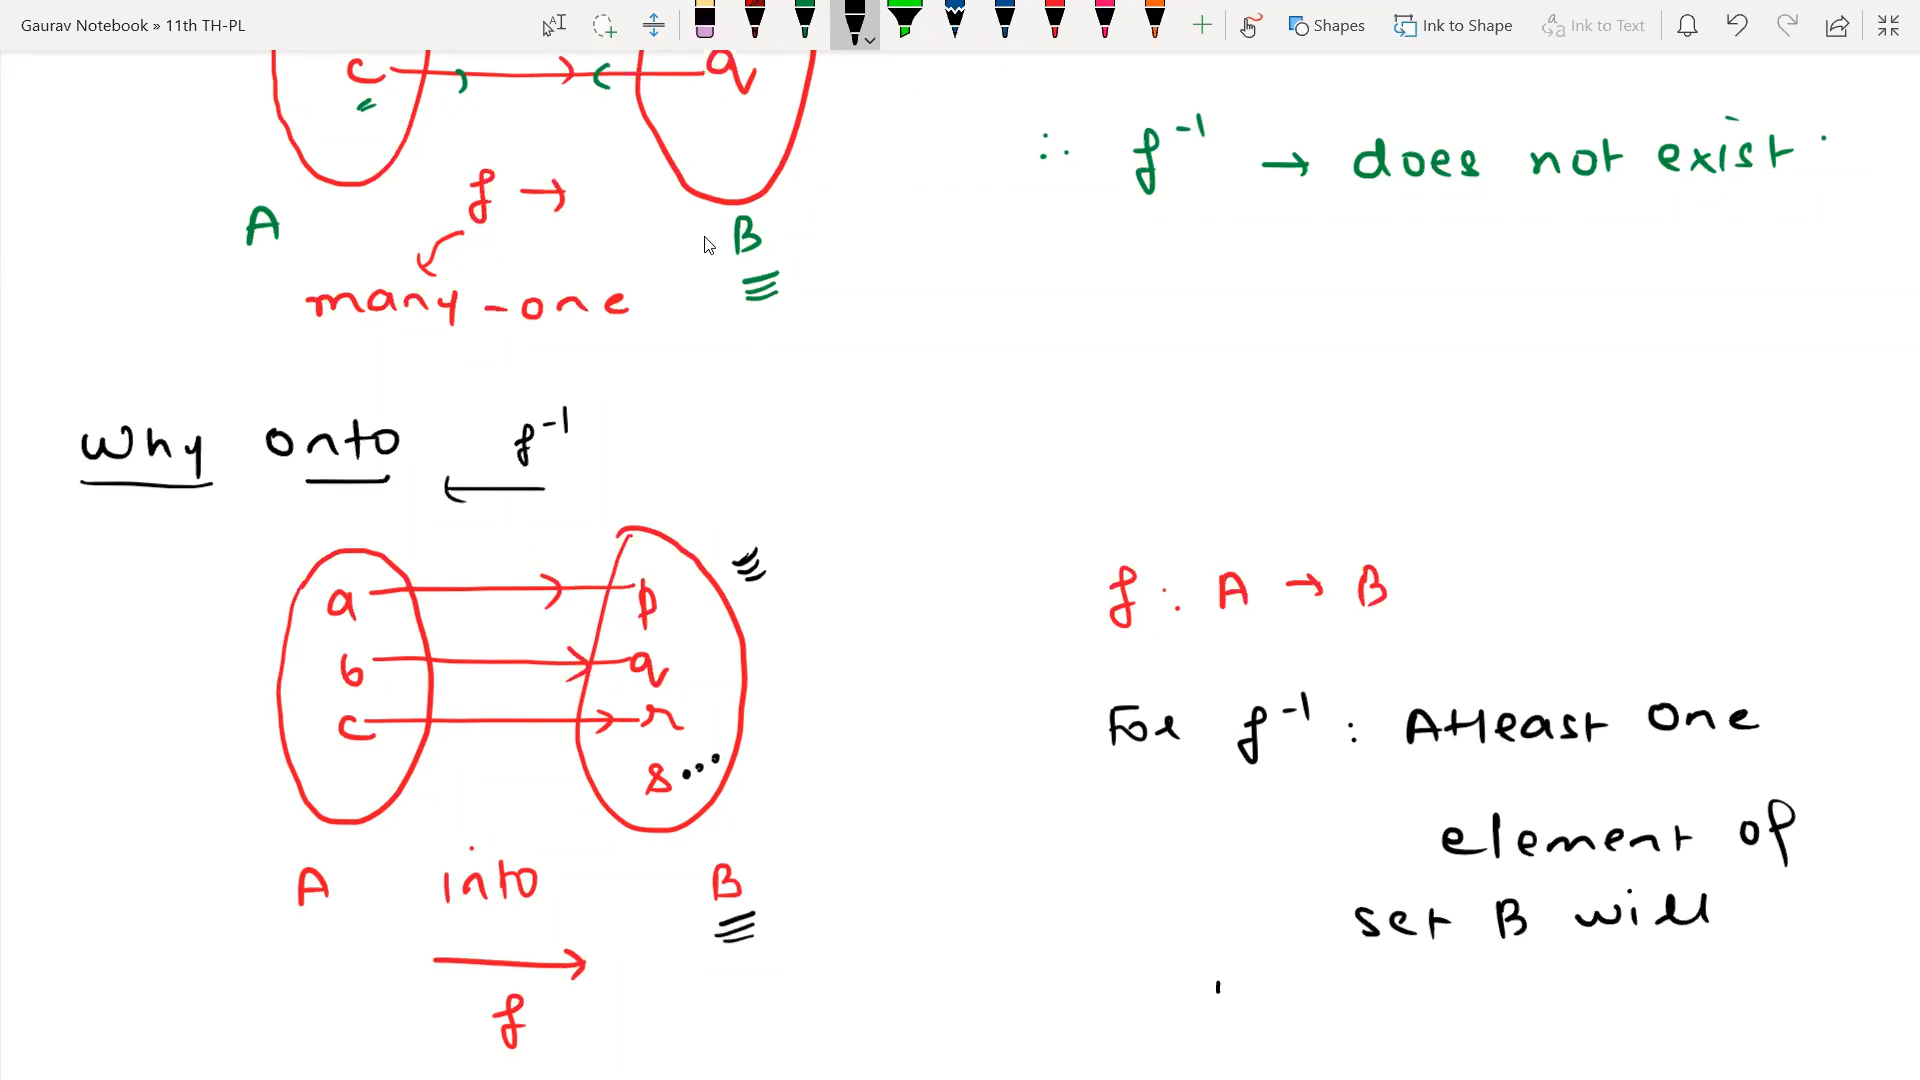 Gaurav Notebook » 11th TH-PL
Shapes
Ink to Shape
Ink to Text
c q
∴ f⁻¹ → does not exist.
f →
A B
many-one
Why onto f⁻¹
a p
b q
c r
s...
A into B
f
f : A → B
For f⁻¹ : Atleast one
element of
set B will